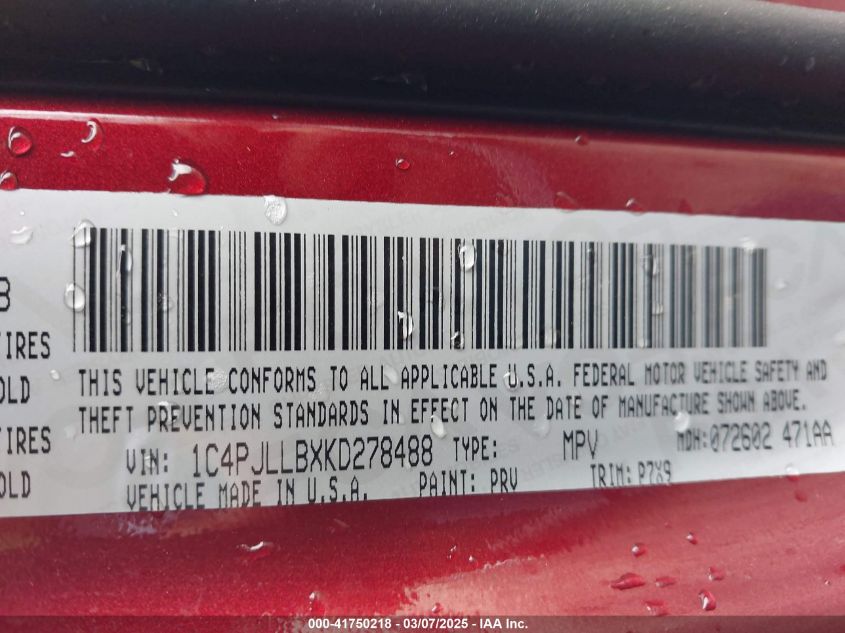 B
TIRES
OLD
TIRES
OLD
THIS VEHICLE CONFORMS TO ALL APPLICABLE U.S.A. FEDERAL MOTOR VEHICLE SAFETY AND
THEFT PREVENTION STANDARDS IN EFFECT ON THE DATE OF MANUFACTURE SHOWN ABOVE.
VIN: 1C4PJLLBXKD278488 TYPE: MPV MDH:072602 471AA
VEHICLE MADE IN U.S.A. PAINT: PRV TRIM: P7X9
000-41750218 - 03/07/2025 - IAA Inc.